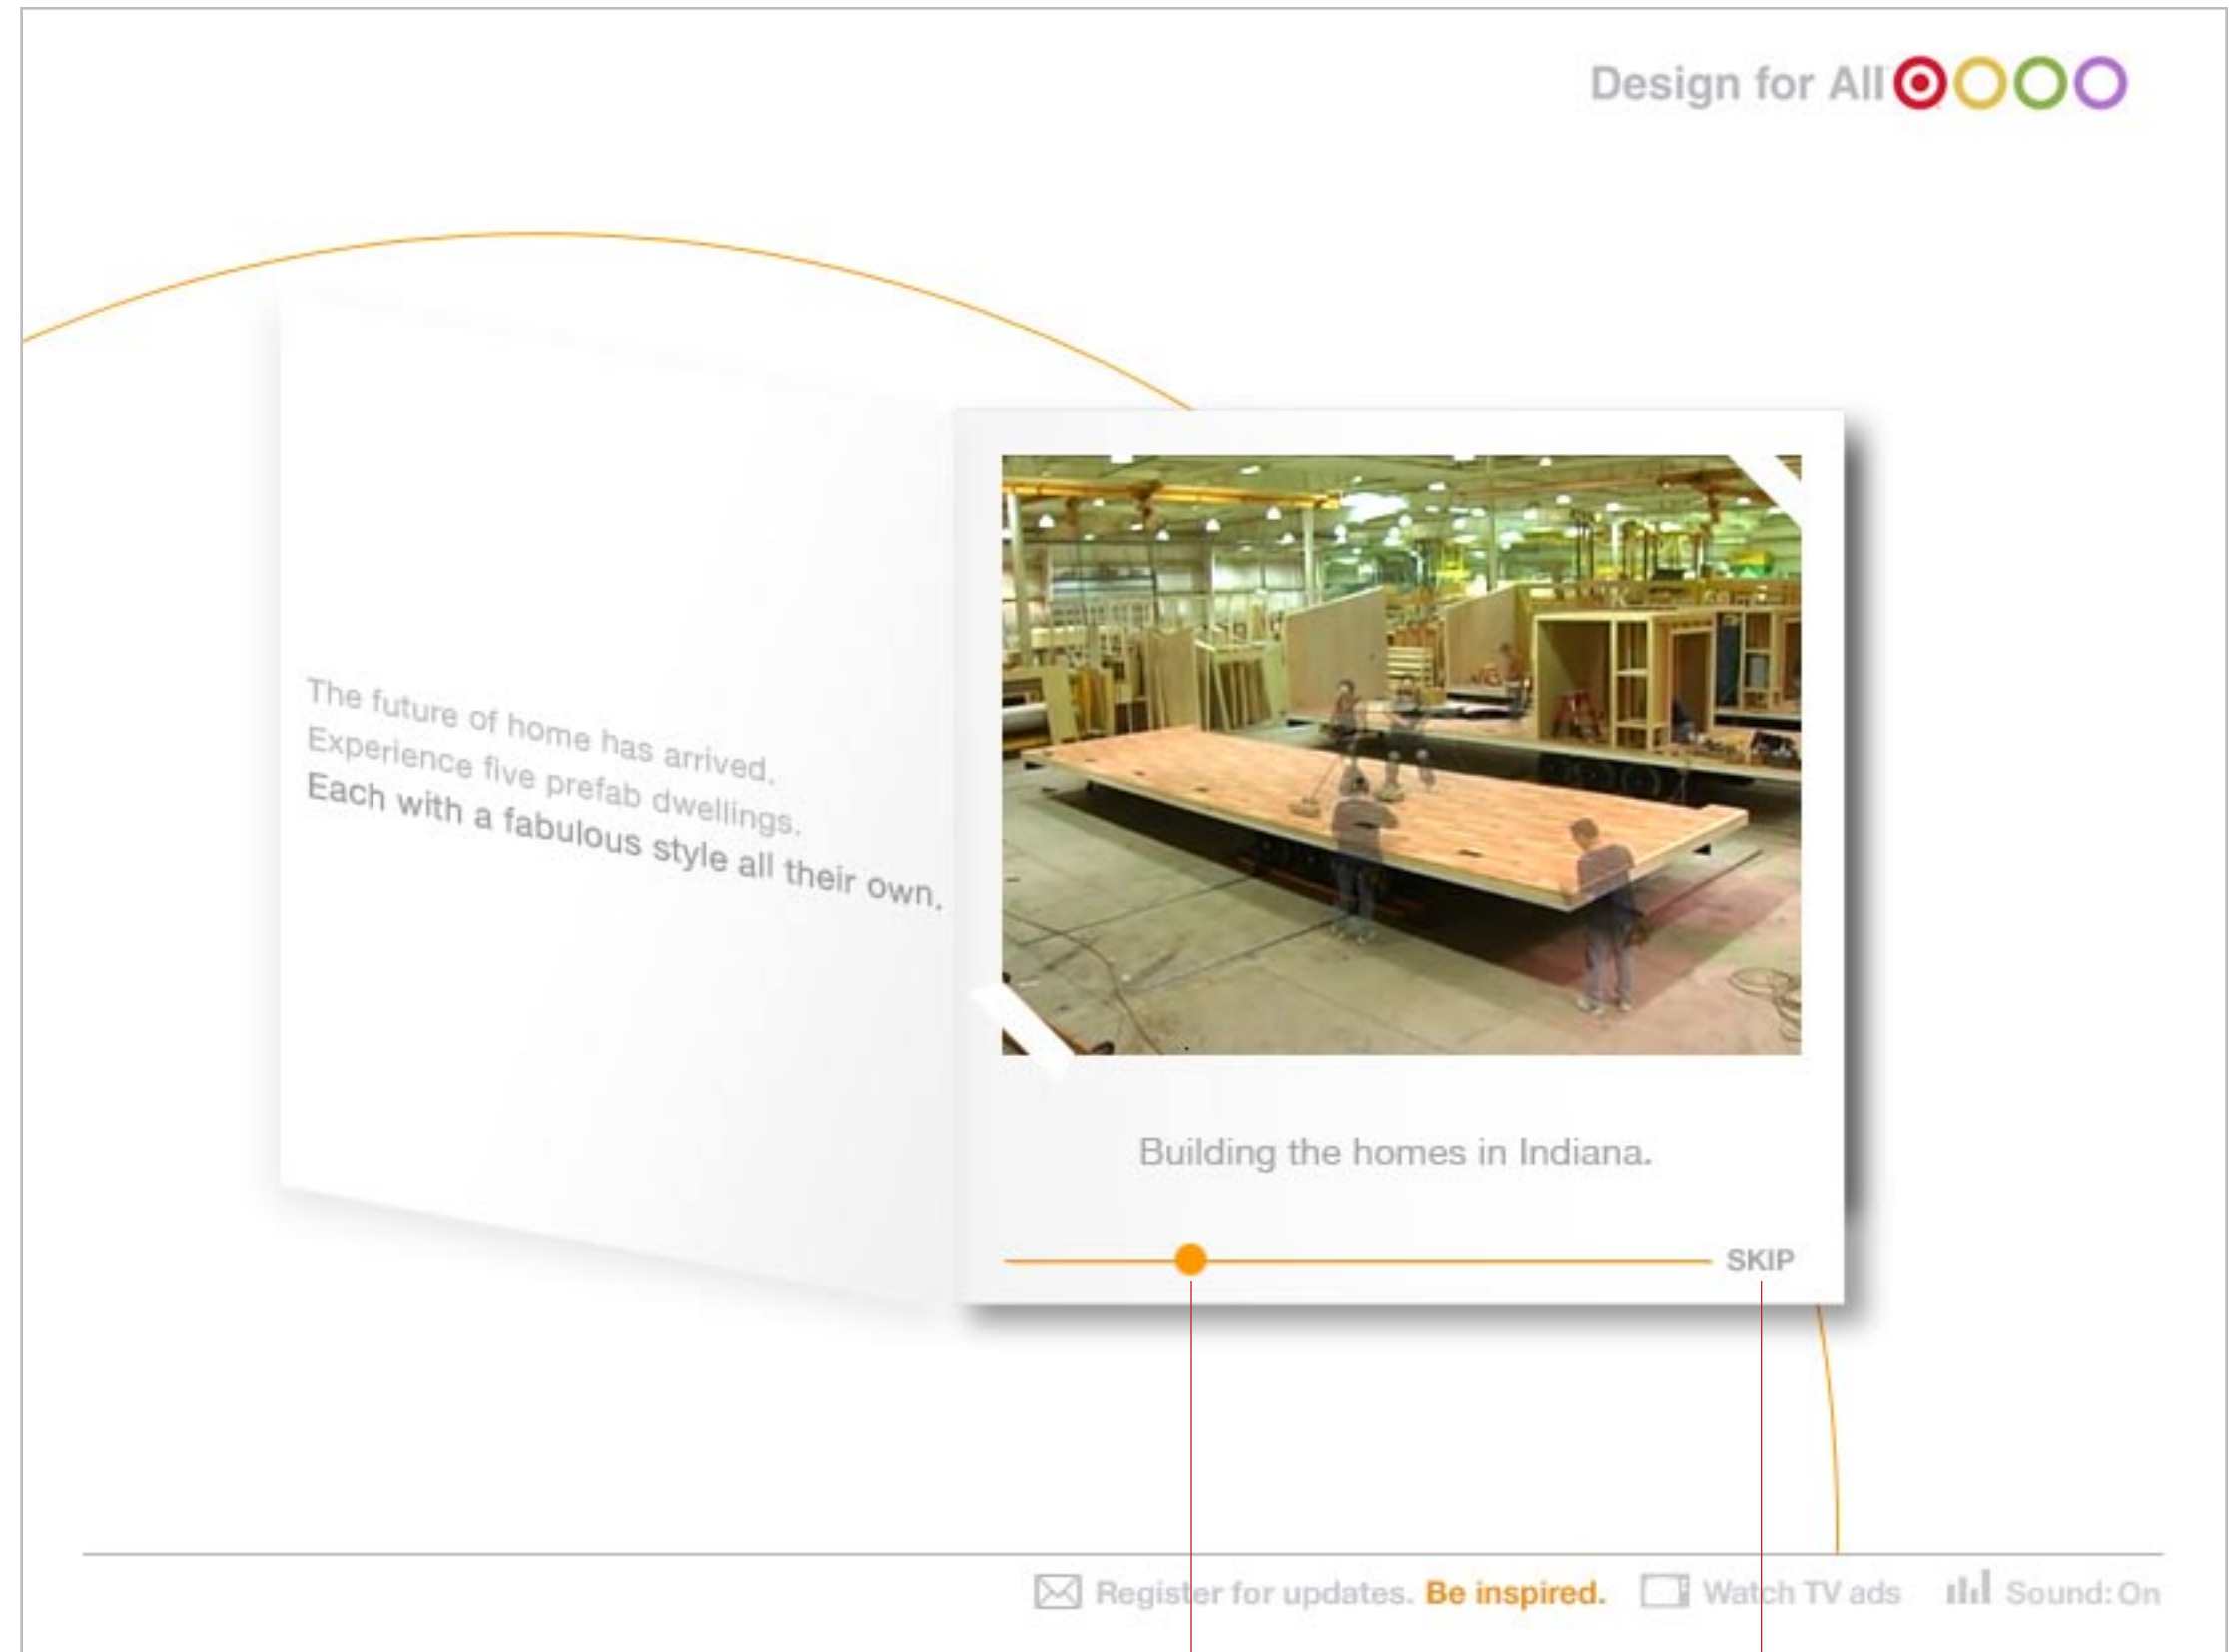 Design for All
The future of home has arrived.
Experience five prefab dwellings.
Each with a fabulous style all their own.
Building the homes in Indiana.
SKIP
Register for updates. Be inspired. Watch TV ads Sound: On